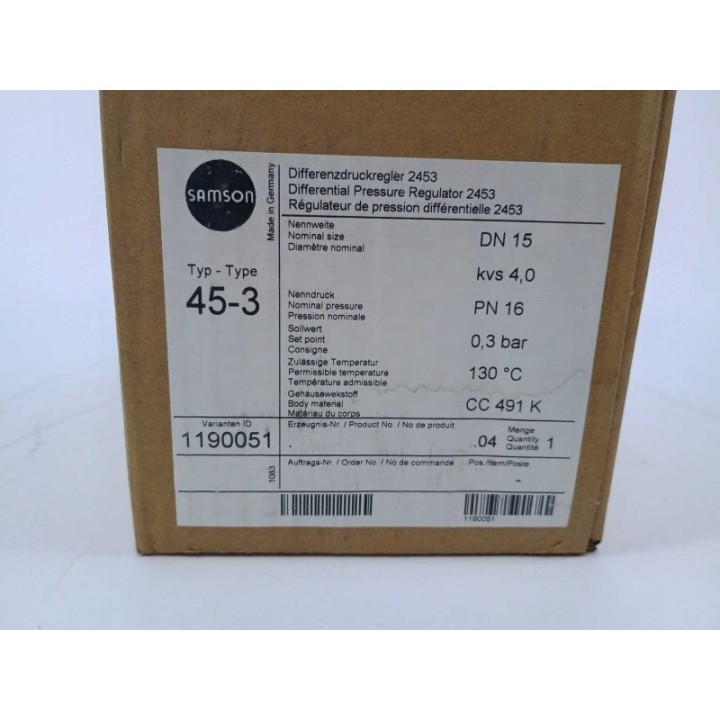 SAMSON
Made in Germany
Differenzdruckregler 2453
Differential Pressure Regulator 2453
Régulateur de pression différentielle 2453
Typ - Type
45-3
Nennweite
Nominal size
Diamètre nominal
DN 15
kvs 4,0
Nenndruck
Nominal pressure
Pression nominale
PN 16
Sollwert
Set point
Consigne
0,3 bar
Zulässige Temperatur
Permissible temperature
Température admissible
130 °C
Gehäusewekstoff
Body material
Matériau du corps
CC 491 K
Varianten ID
1190051
Erzeugnis-Nr. / Product No. / No de produit
. .04
Menge
Quantity
Quantité
1
1083
Auftrags-Nr. / Order No. / No de commande
Pos./Item/Poste
-
1190051